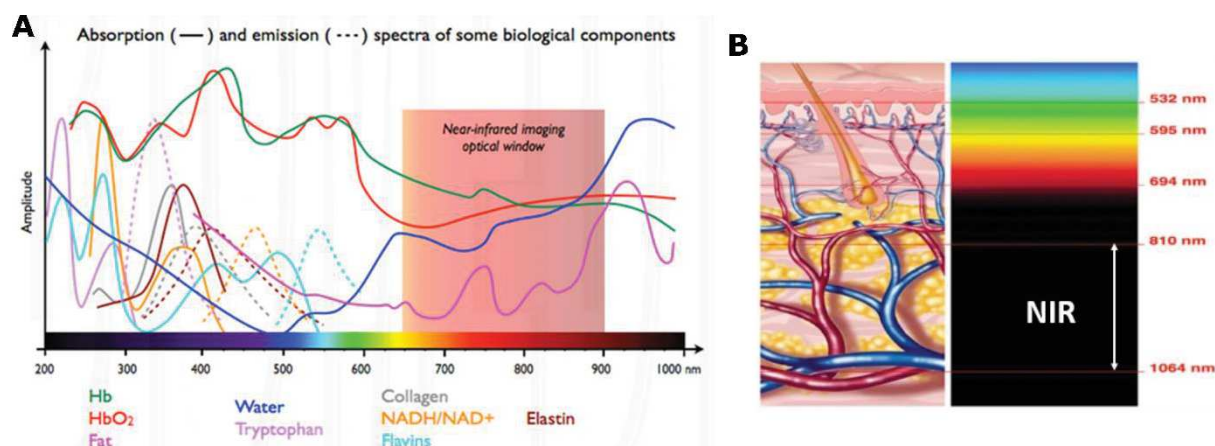 A
Absorption ( — ) and emission ( --- ) spectra of some biological components
Near-infrared imaging
optical window
Amplitude
200 300 400 500 600 700 800 900 1000 nm
Hb
HbO2
Fat
Water
Tryptophan
Collagen
NADH/NAD+
Flavins
Elastin
B
532 nm
595 nm
694 nm
810 nm
NIR
1064 nm